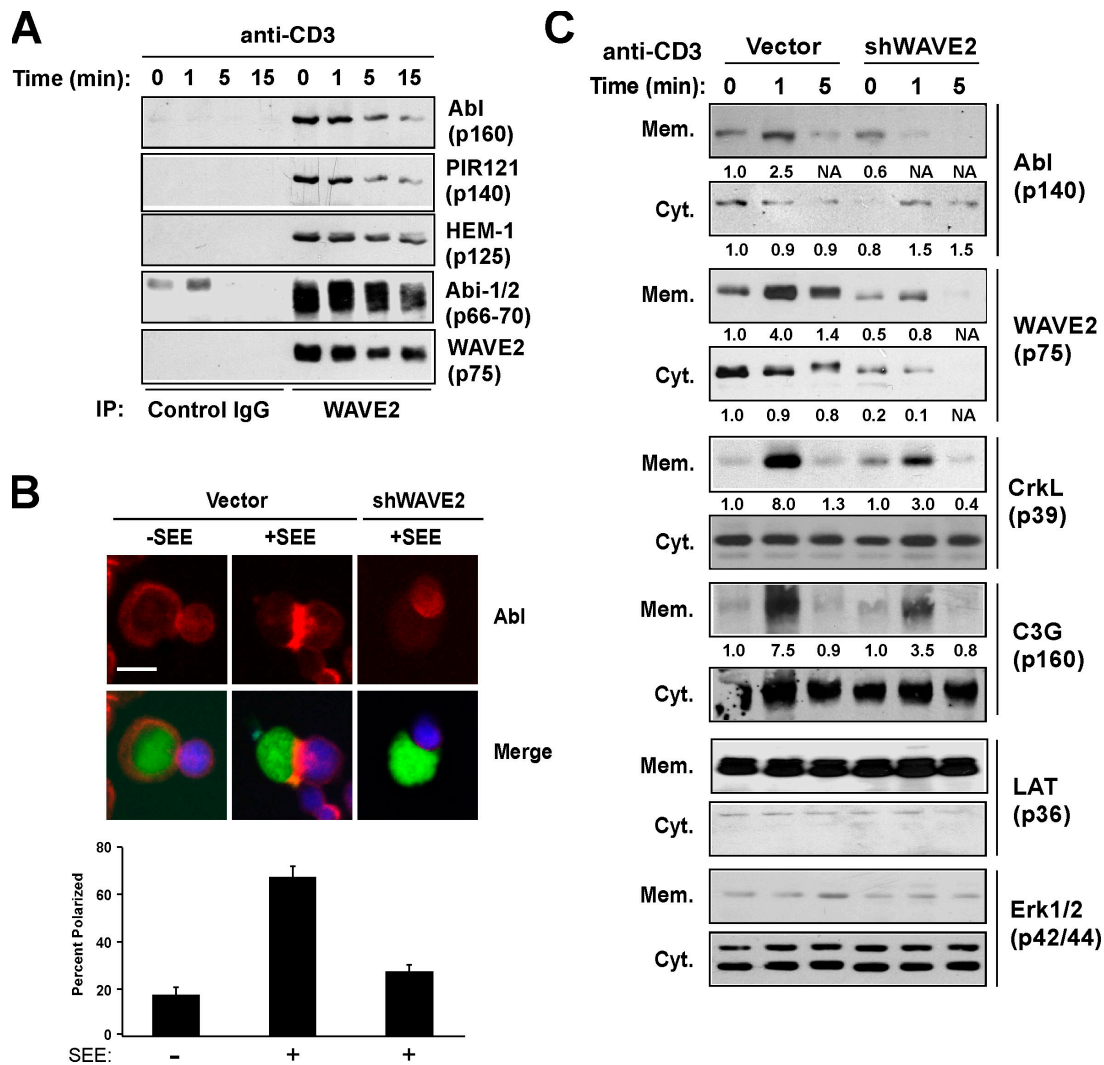 A
anti-CD3
Time (min): 0 1 5 15 0 1 5 15
Abl
(p160)
PIR121
(p140)
HEM-1
(p125)
Abi-1/2
(p66-70)
WAVE2
(p75)
IP: Control IgG WAVE2
B
Vector shWAVE2
-SEE +SEE +SEE
Abl
Merge
Percent Polarized
80
60
40
20
0
SEE: - + +
C
anti-CD3 Vector shWAVE2
Time (min): 0 1 5 0 1 5
Mem.
1.0 2.5 NA 0.6 NA NA
Cyt.
1.0 0.9 0.9 0.8 1.5 1.5
Abl
(p140)
Mem.
1.0 4.0 1.4 0.5 0.8 NA
Cyt.
1.0 0.9 0.8 0.2 0.1 NA
WAVE2
(p75)
Mem.
1.0 8.0 1.3 1.0 3.0 0.4
Cyt.
CrkL
(p39)
Mem.
1.0 7.5 0.9 1.0 3.5 0.8
Cyt.
C3G
(p160)
Mem.
Cyt.
LAT
(p36)
Mem.
Cyt.
Erk1/2
(p42/44)